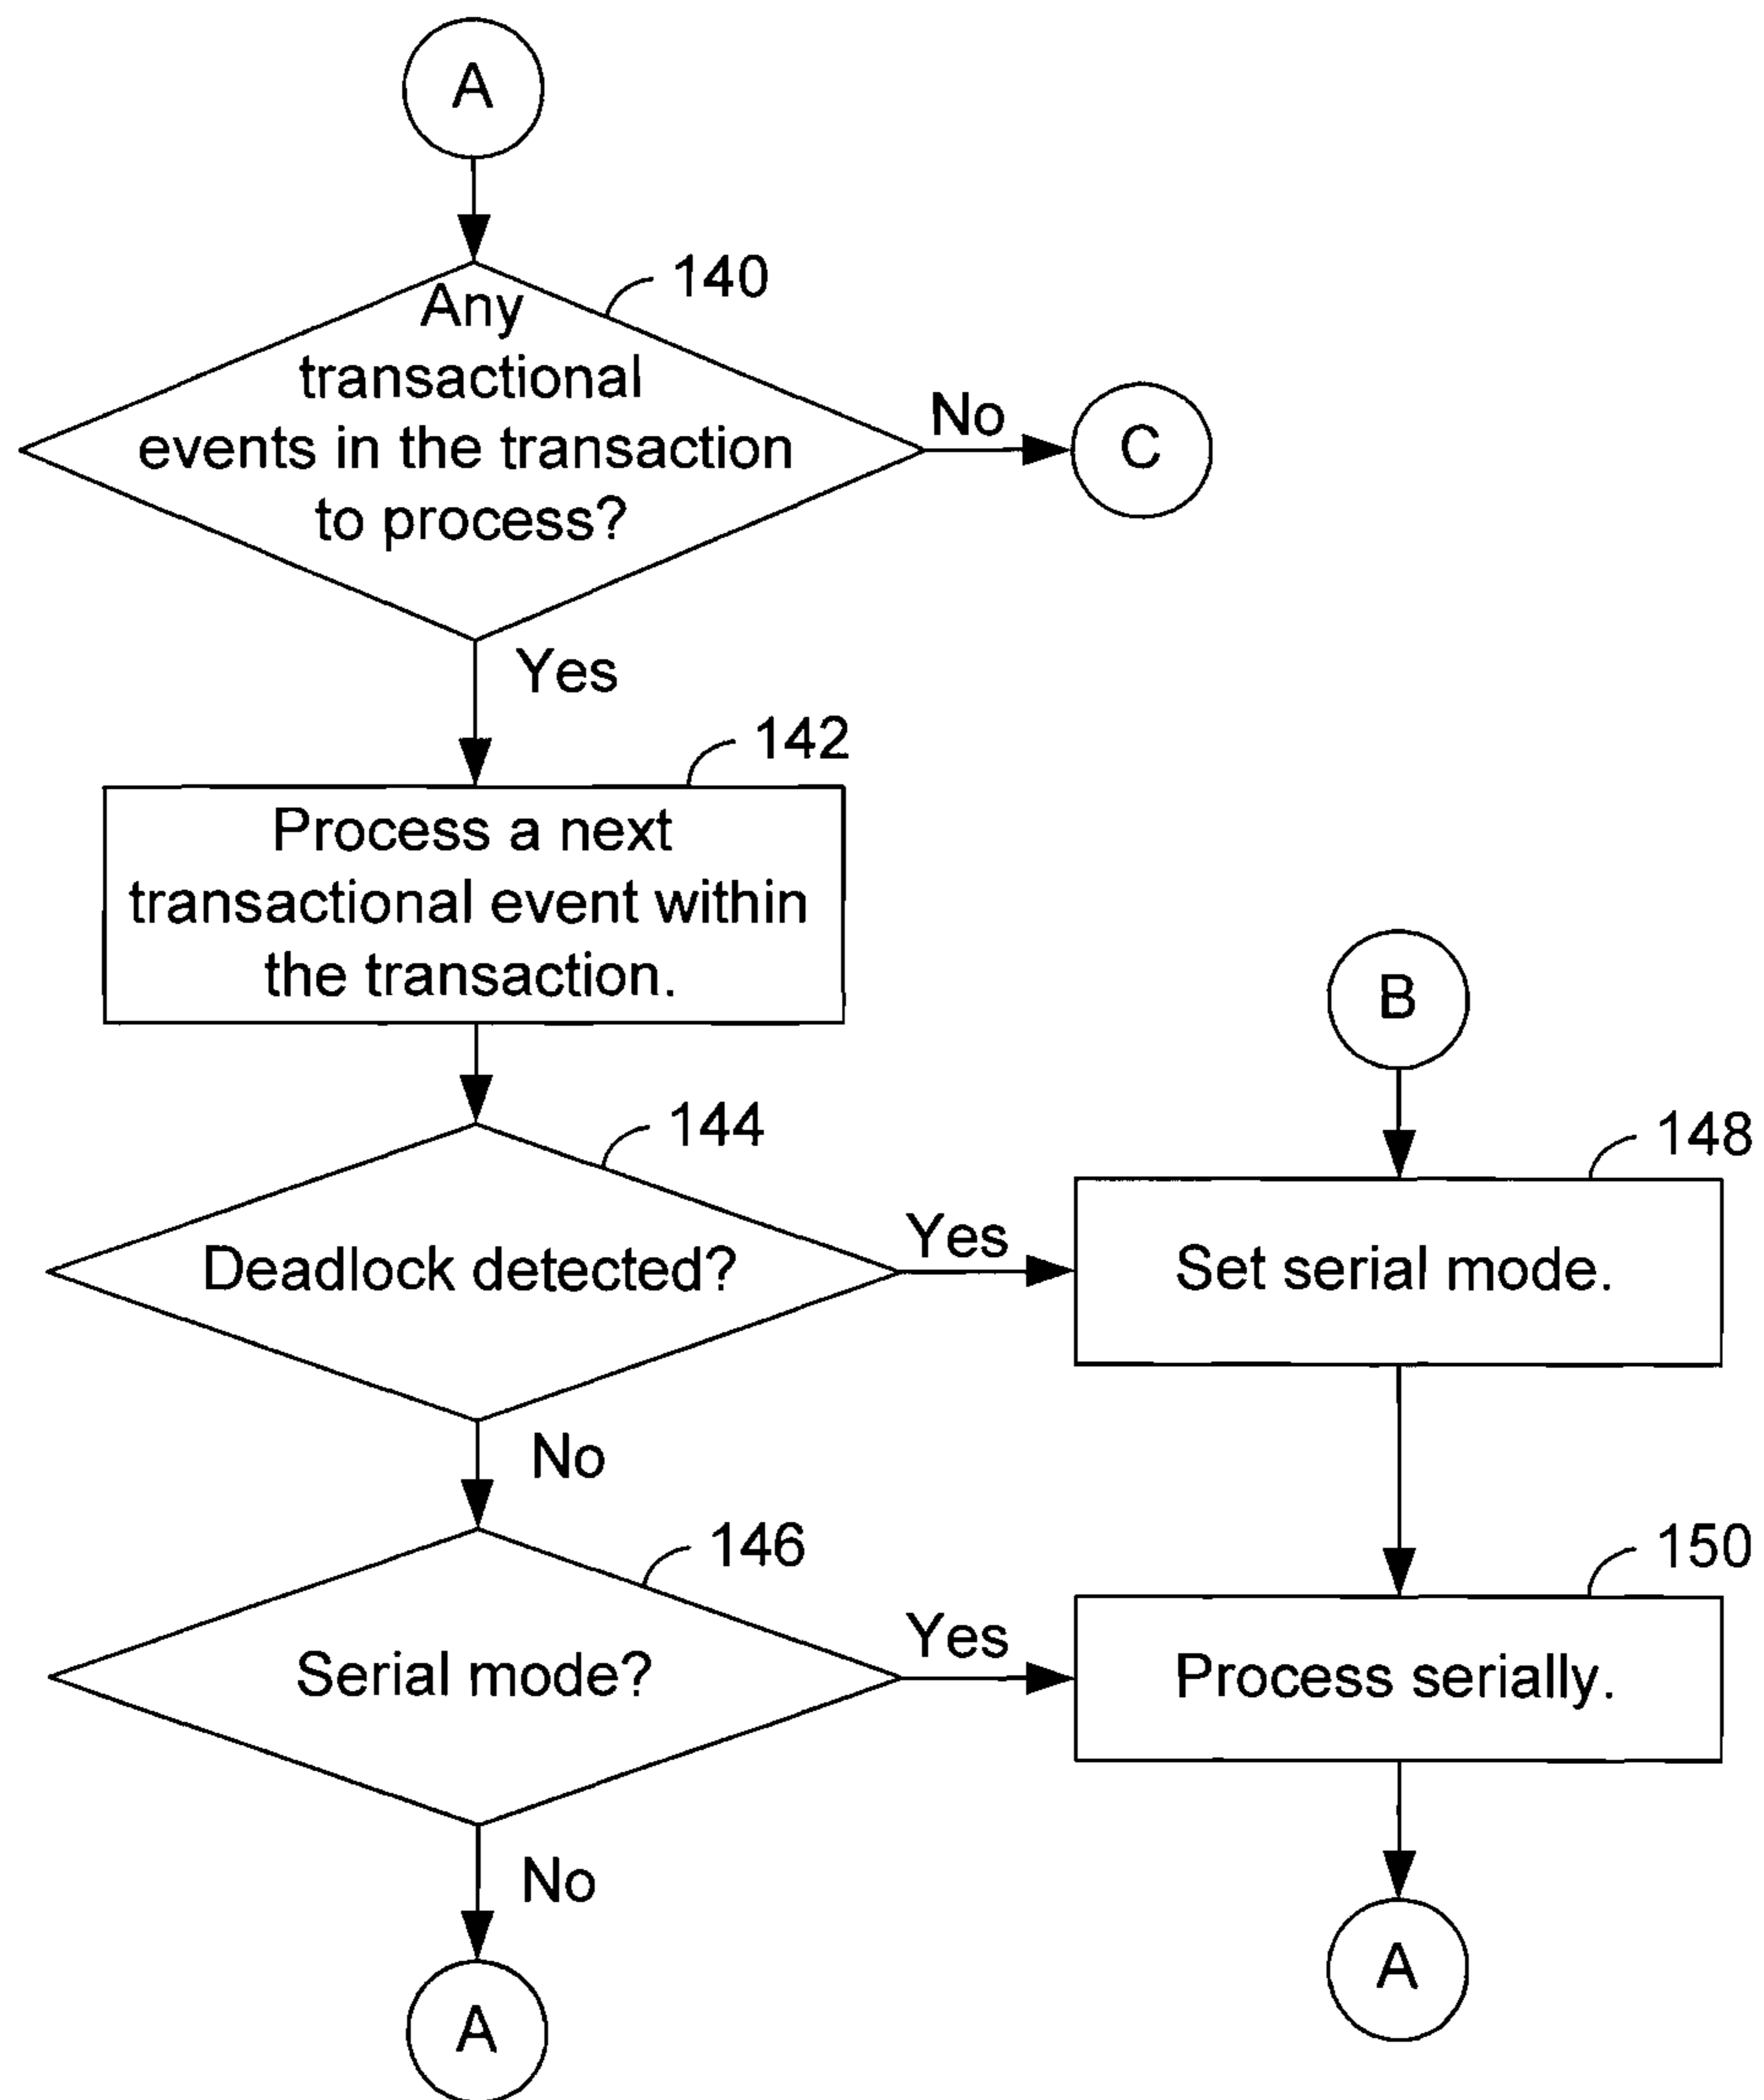 A
140
Any
transactional
events in the transaction
to process?
No
C
Yes
142
Process a next
transactional event within
the transaction.
B
144
148
Deadlock detected?
Yes
Set serial mode.
No
146
150
Serial mode?
Yes
Process serially.
No
A
A